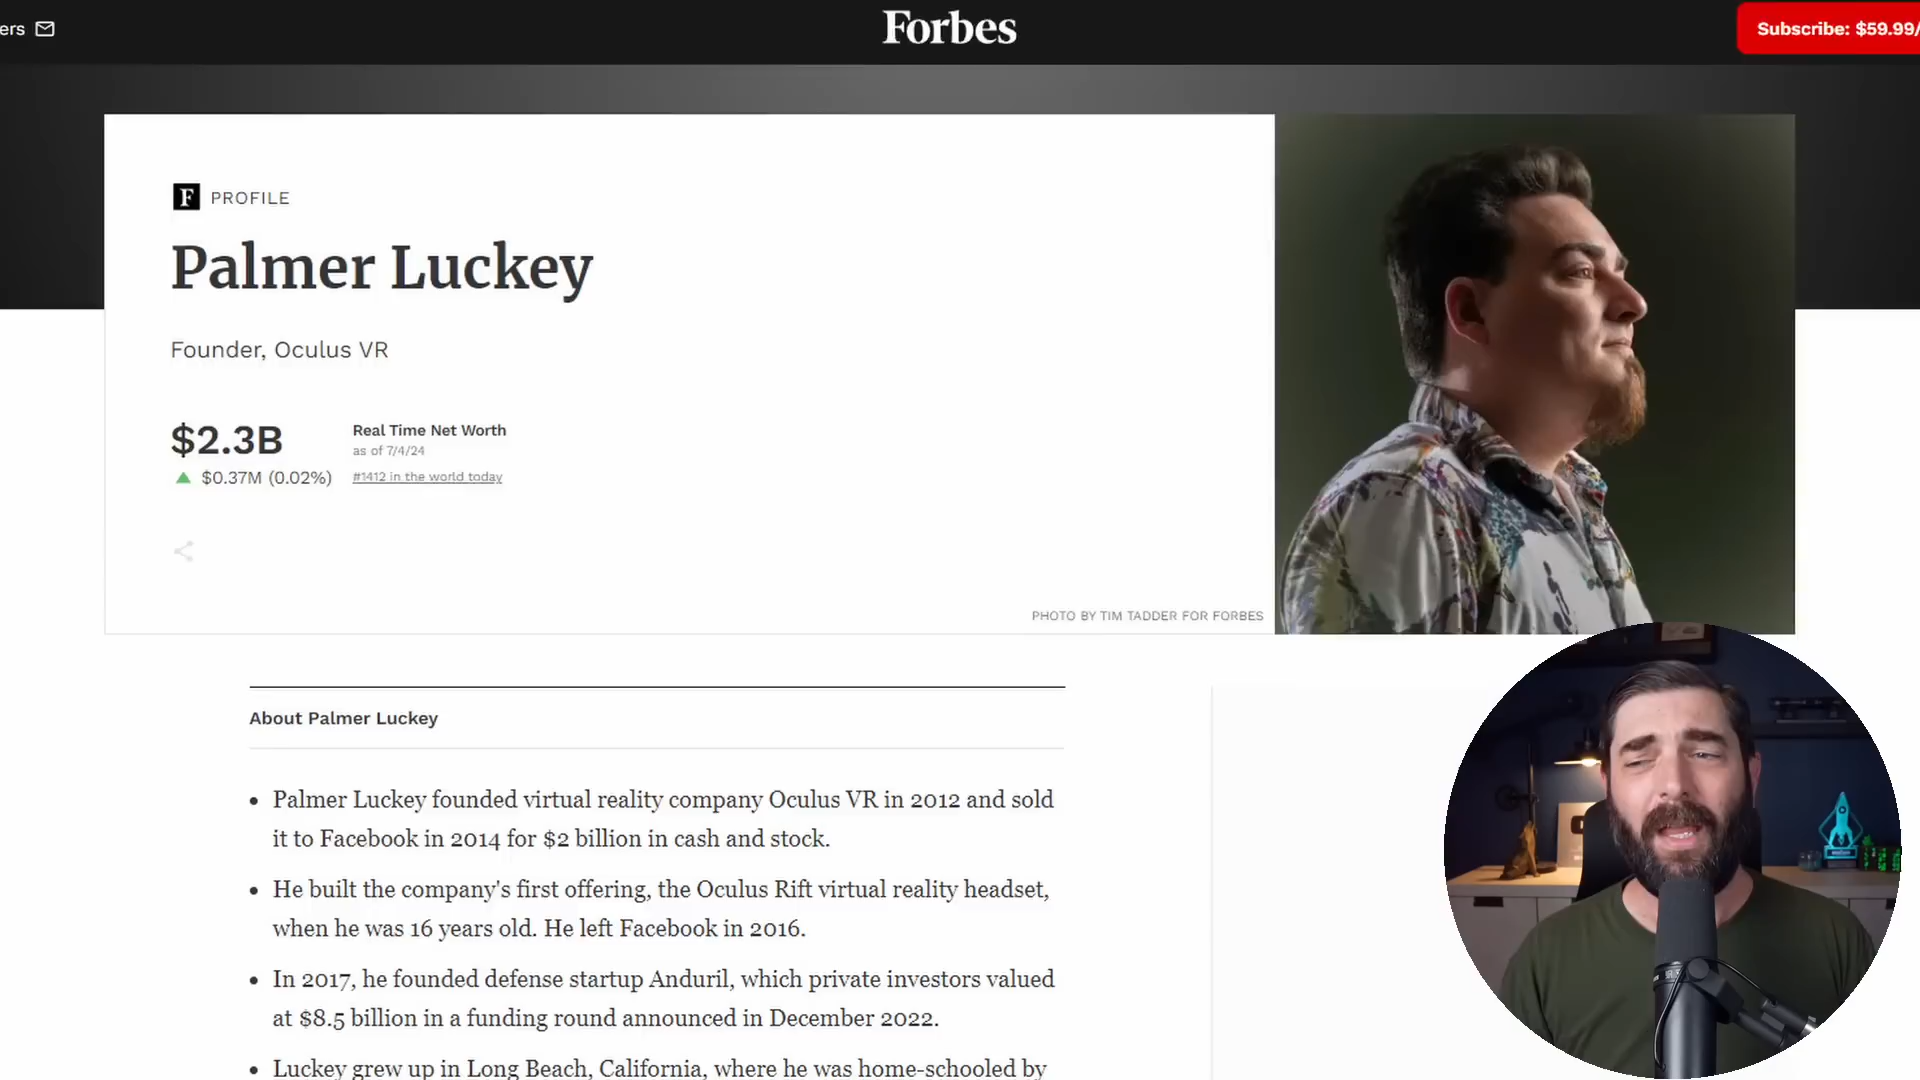 ers
Forbes
Subscribe: $59.99/
F PROFILE
Palmer Luckey
Founder, Oculus VR
$2.3B
Real Time Net Worth
as of 7/4/24
$0.37M (0.02%)
#1412 in the world today
PHOTO BY TIM TADDER FOR FORBES
About Palmer Luckey
Palmer Luckey founded virtual reality company Oculus VR in 2012 and sold
it to Facebook in 2014 for $2 billion in cash and stock.
He built the company's first offering, the Oculus Rift virtual reality headset,
when he was 16 years old. He left Facebook in 2016.
In 2017, he founded defense startup Anduril, which private investors valued
at $8.5 billion in a funding round announced in December 2022.
Luckey grew up in Long Beach, California, where he was home-schooled by